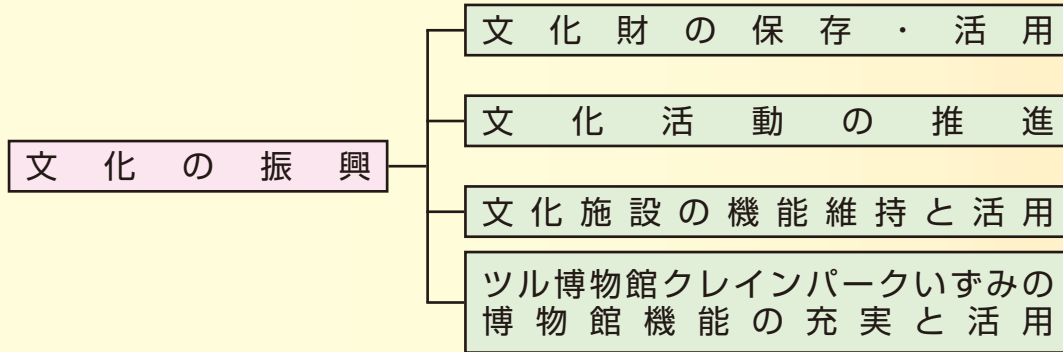 文化の振興
文化財の保存・活用
文化活動の推進
文化施設の機能維持と活用
ツル博物館クレインパークいずみの
博物館機能の充実と活用